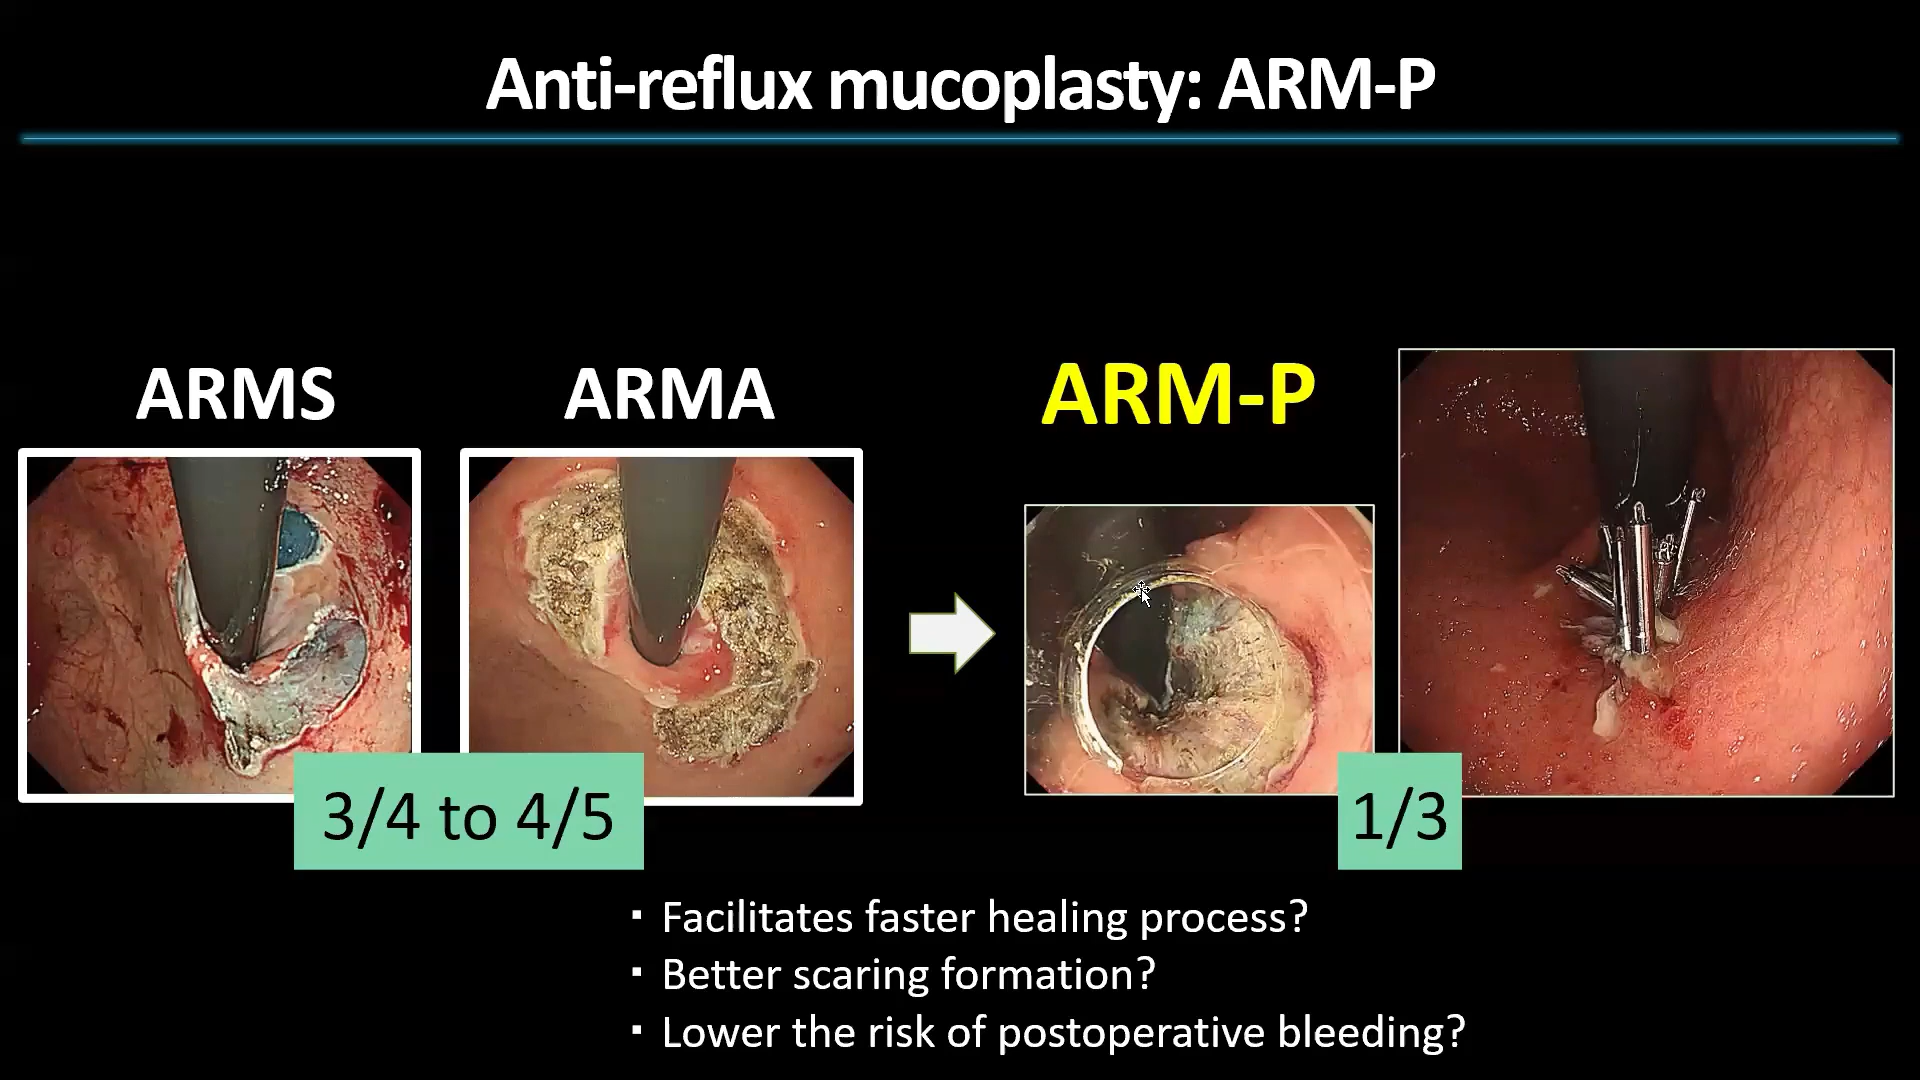 Anti-reflux mucoplasty: ARM-P
ARMS
ARMA
ARM-P
3/4 to 4/5
1/3
▪ Facilitates faster healing process?
▪ Better scaring formation?
▪ Lower the risk of postoperative bleeding?